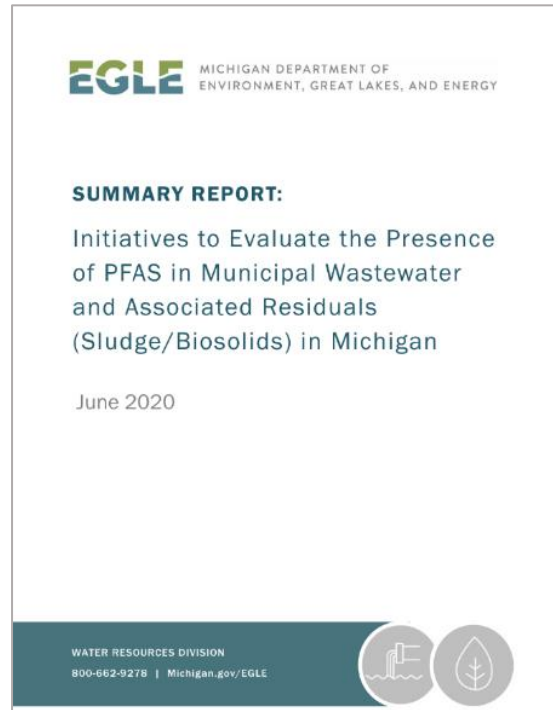 EGLE
MICHIGAN DEPARTMENT OF
ENVIRONMENT, GREAT LAKES, AND ENERGY
SUMMARY REPORT:
Initiatives to Evaluate the Presence
of PFAS in Municipal Wastewater
and Associated Residuals
(Sludge/Biosolids) in Michigan
June 2020
WATER RESOURCES DIVISION
800-662-9278 | Michigan.gov/EGLE